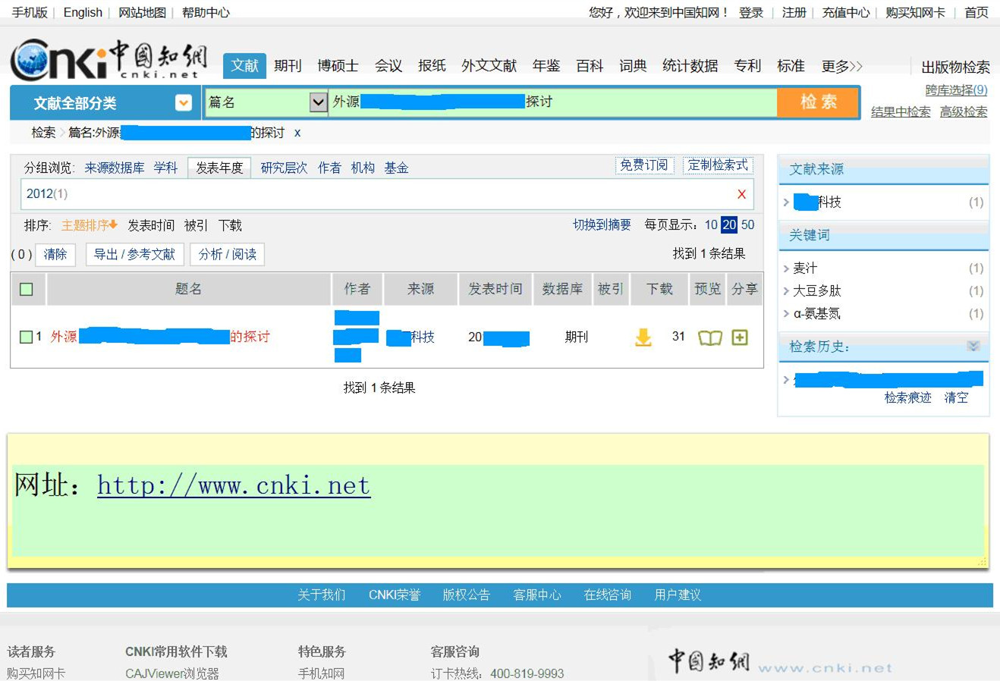 手机版 | English | 网站地图 | 帮助中心
您好，欢迎来到中国知网！ 登录 | 注册 | 充值中心 | 购买知网卡 | 首页
Cnki中國知網
cnki.net
文献 期刊 博硕士 会议 报纸 外文文献 年鉴 百科 词典 统计数据 专利 标准 更多>>
出版物检索
文献全部分类
篇名
外源 探讨
检索
跨库选择(9)
结果中检索 高级检索
检索 > 篇名:外源 的探讨 x
分组浏览: 来源数据库 学科 发表年度 研究层次 作者 机构 基金
免费订阅 定制检索式
2012(1) X
排序: 主题排序 发表时间 被引 下载
切换到摘要 每页显示: 10 20 50
(0) 清除 导出 / 参考文献 分析 / 阅读
找到 1 条结果
题名 作者 来源 发表时间 数据库 被引 下载 预览 分享
1 外源 的探讨 科技 20 期刊 31
找到 1 条结果
文献来源
科技 (1)
关键词
麦汁 (1)
大豆多肽 (1)
α-氨基氮 (1)
检索历史:
检索痕迹 清空
网址: http://www.cnki.net
关于我们 CNKI荣誉 版权公告 客服中心 在线咨询 用户建议
读者服务 CNKI常用软件下载 特色服务 客服咨询
购买知网卡 CAJViewer浏览器 手机知网 订卡热线: 400-819-9993
中國知網 www.cnki.net